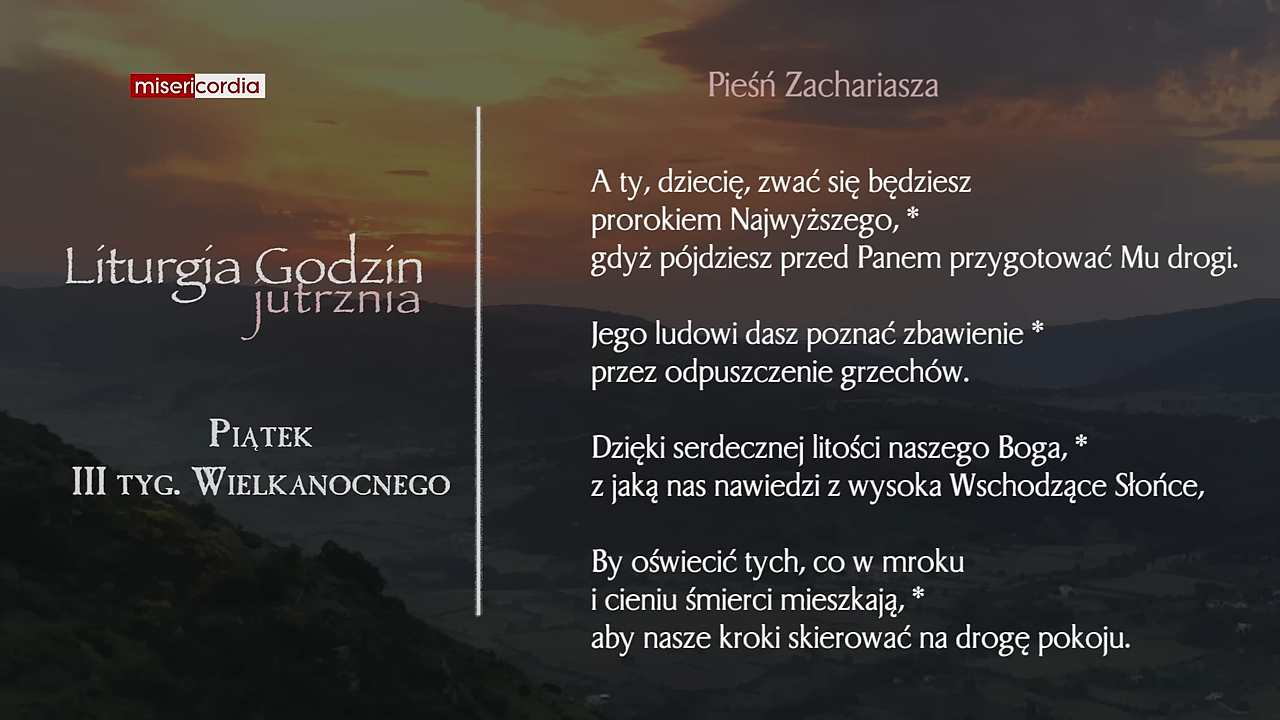 misericordia
Liturgia Godzin
jutrznia
Piątek
III tyg. Wielkanocnego
Pieśń Zachariasza
A ty, dziecię, zwać się będziesz
prorokiem Najwyższego, *
gdyż pójdziesz przed Panem przygotować Mu drogi.
Jego ludowi dasz poznać zbawienie *
przez odpuszczenie grzechów.
Dzięki serdecznej litości naszego Boga, *
z jaką nas nawiedzi z wysoka Wschodzące Słońce,
By oświecić tych, co w mroku
i cieniu śmierci mieszkają, *
aby nasze kroki skierować na drogę pokoju.